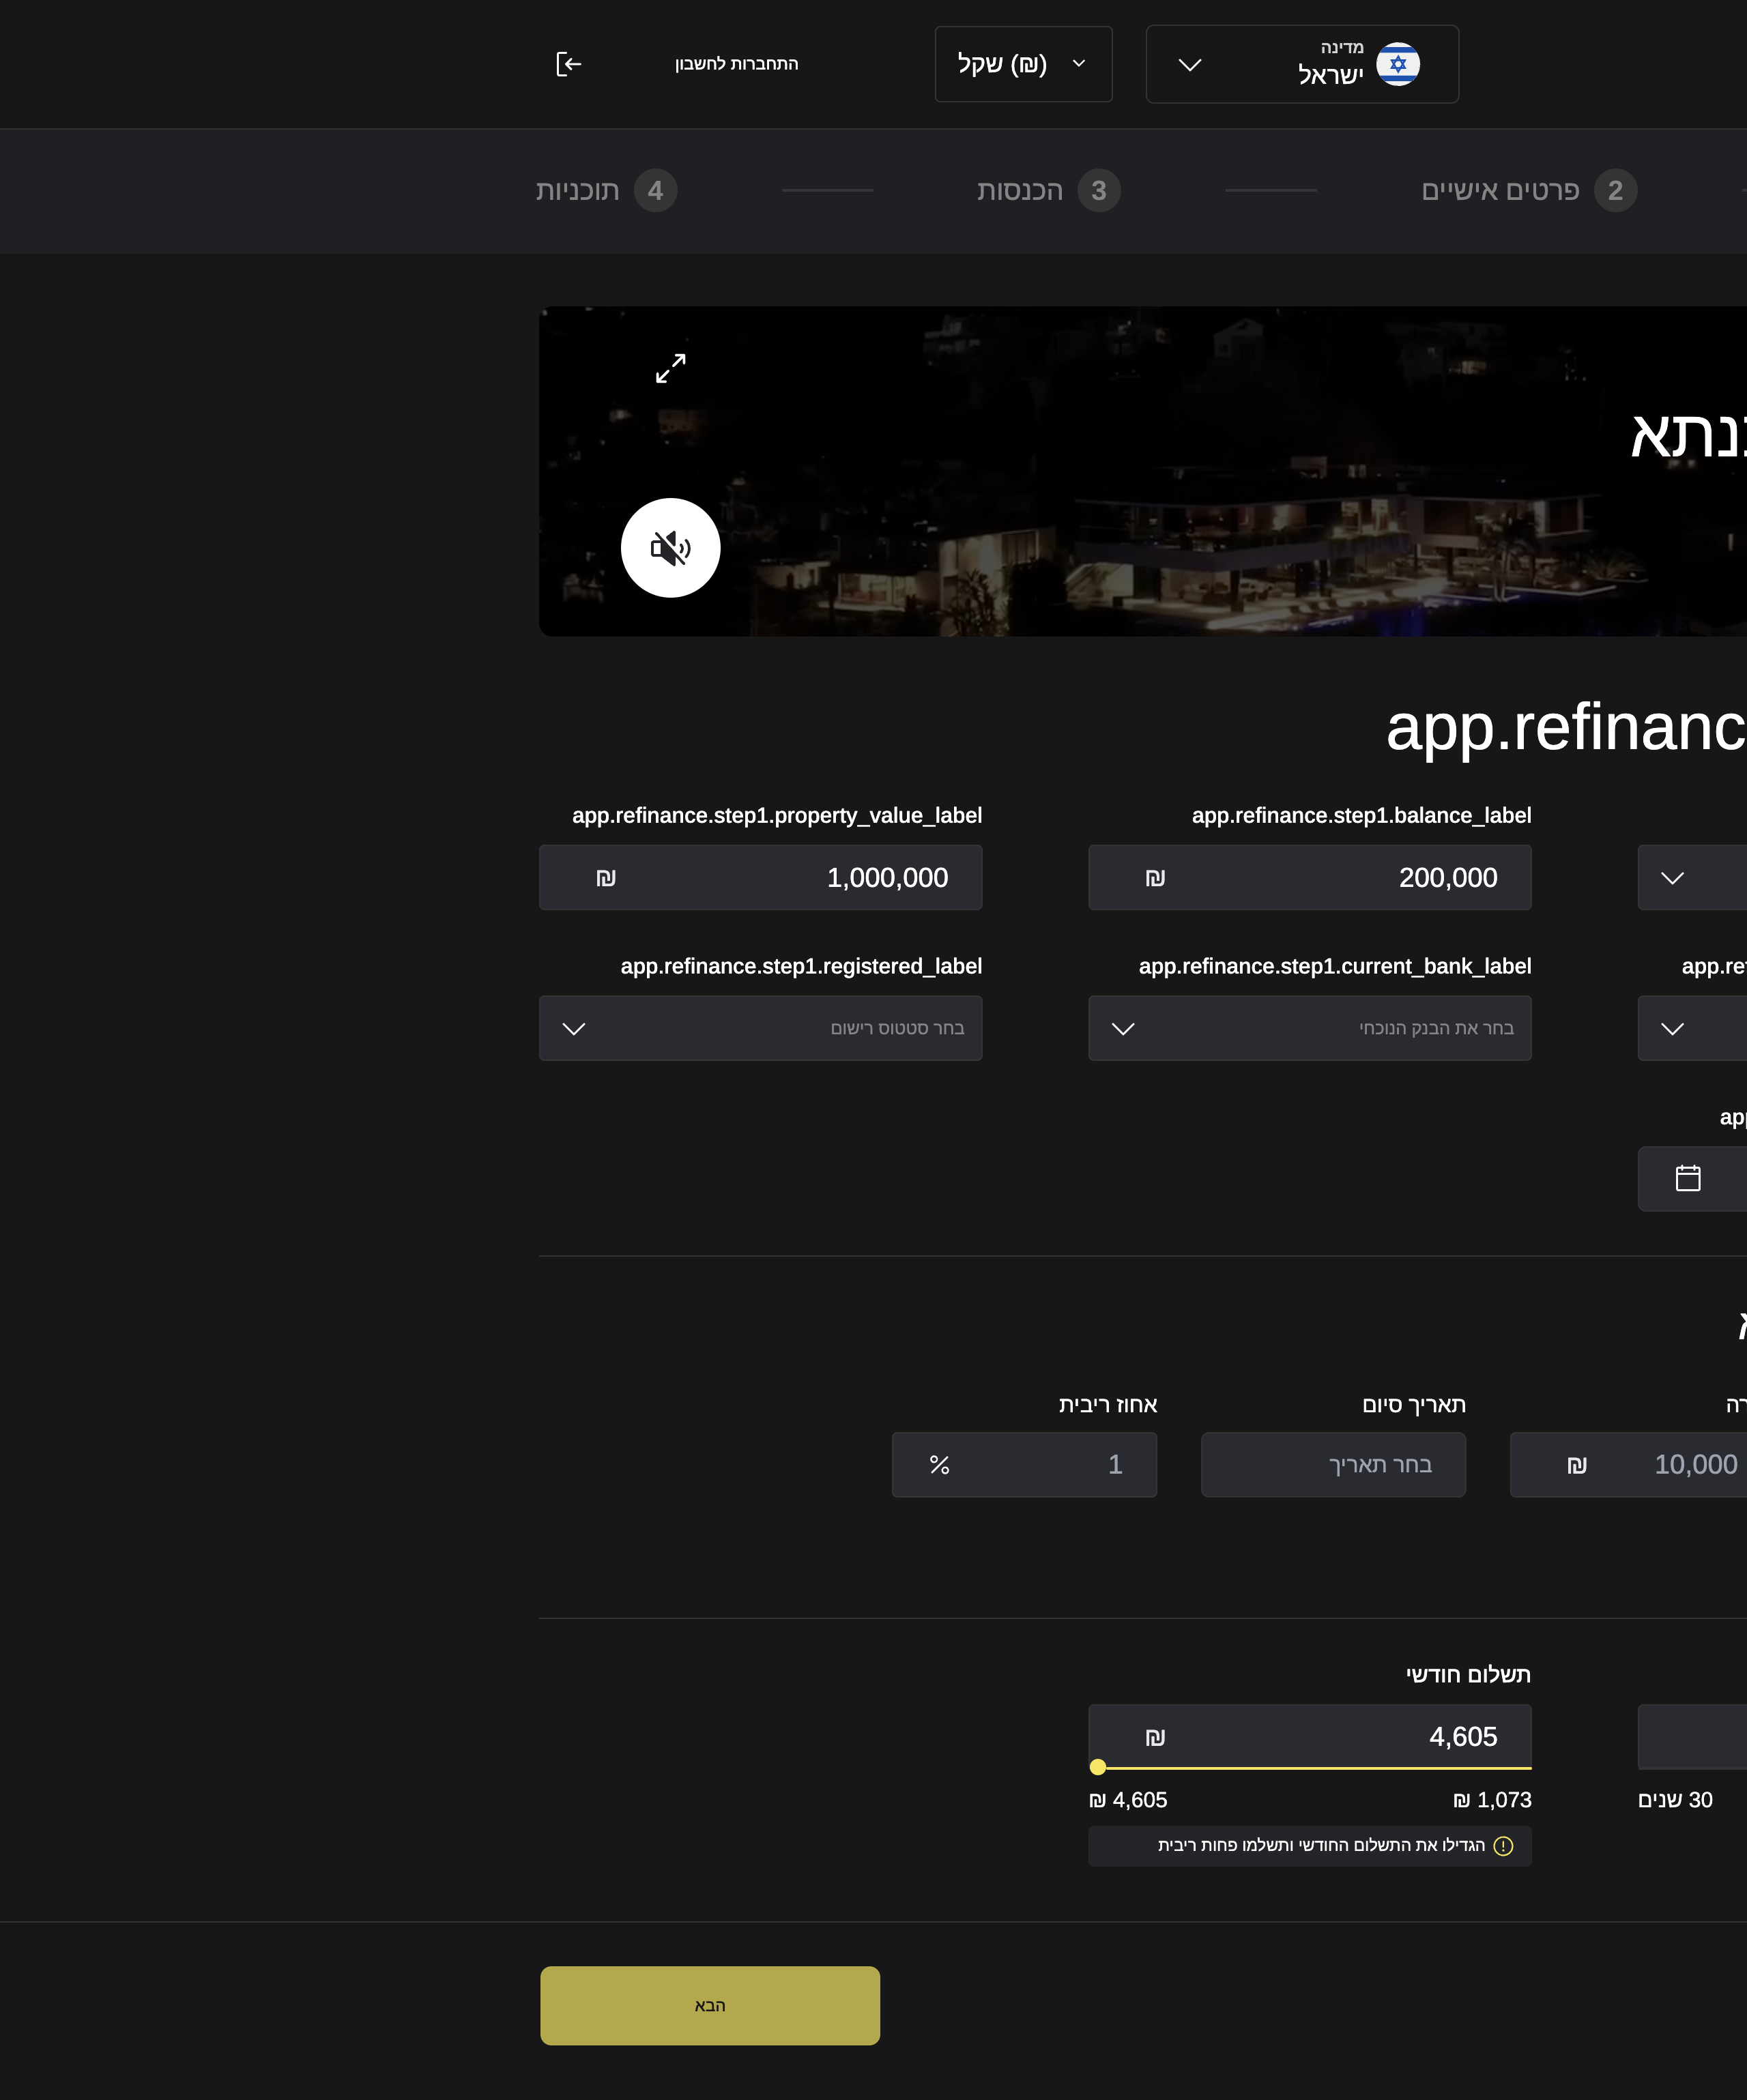 מדינה
ישראל
שקל (₪)
התחברות לחשבון
2 פרטים אישיים
3 הכנסות
4 תוכניות
נתא
app.refinanc
app.refinance.step1.balance_label
app.refinance.step1.property_value_label
200,000 ₪
1,000,000 ₪
app.ref
app.refinance.step1.current_bank_label
app.refinance.step1.registered_label
בחר את הבנק הנוכחי
בחר סטטוס רישום
app
א
רה
תאריך סיום
אחוז ריבית
10,000 ₪
בחר תאריך
1 %
תשלום חודשי
4,605 ₪
30 שנים
1,073 ₪
4,605 ₪
הגדילו את התשלום החודשי ותשלמו פחות ריבית
הבא